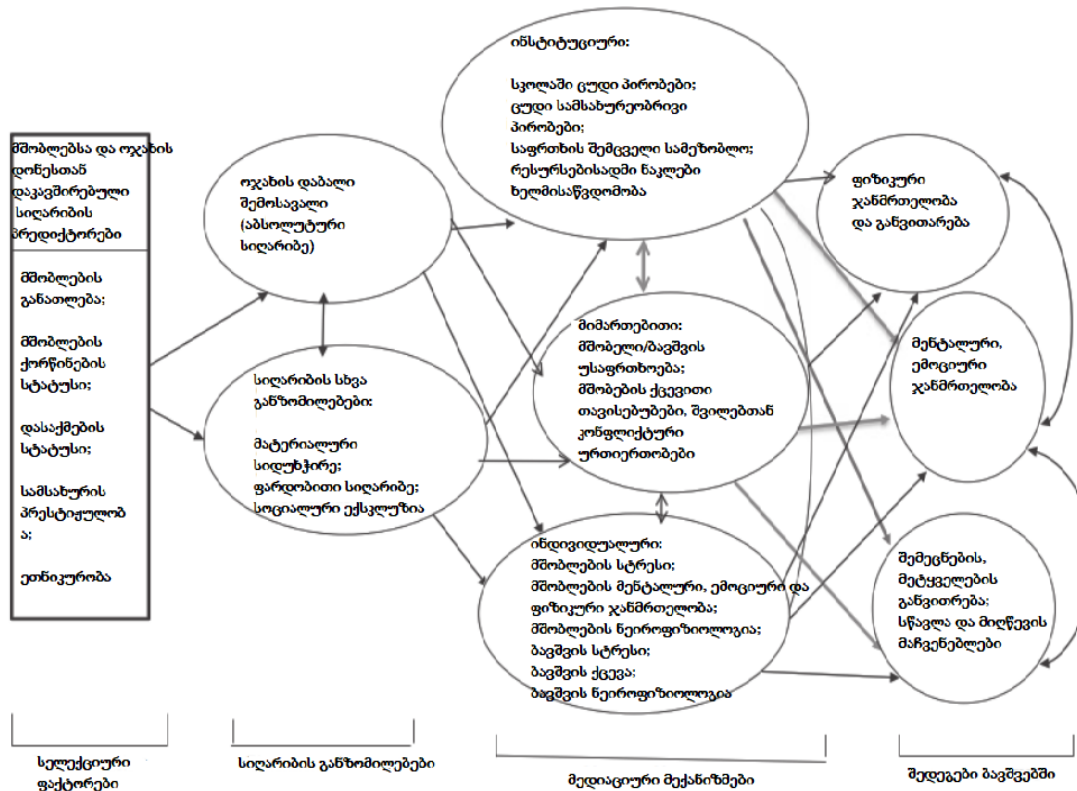 მშობლებსა და ოჯახის
დონესთან
დაკავშირებული
სიღარიბის
პრედიქტორები
მშობლების
განათლება;
მშობლების
ქორწინების
სტატუსი;
დასაქმების
სტატუსი;
სამსახურის
პრესტიჟულობ
ა;
ეთნიკურობა
სელექციური
ფაქტორები
ოჯახის დაბალი
შემოსავალი
(აბსოლუტური
სიღარიბე)
სიღარიბის სხვა
განზომილებები:
მატერიალური
სიდუხჭირე;
ფარდობითი სიღარიბე;
სოციალური ექსკლუზია
სიღარიბის განზომილებები
ინსტიტუციური:
სკოლაში ცუდი პირობები;
ცუდი სამსახურეობრივი
პირობები;
საფრთხის შემცველი სამეზობლო;
რესურსებისადმი ნაკლები
ხელმისაწვდომობა
მიმართებითი:
მშობელი/ბავშვის
უსაფრთხოება;
მშობების ქცევითი
თავისებუბები, შვილებთან
კონფლიქტური
ურთიერთობები
ინდივიდუალური:
მშობლების სტრესი;
მშობლების მენტალური, ემოციური და
ფიზიკური ჯანმრთელობა;
მშობლების ნეიროფიზიოლოგია;
ბავშვის სტრესი;
ბავშვის ქცევა;
ბავშვის ნეიროფიზიოლოგია
მედიაციური მექანიზმები
ფიზიკური
ჯანმრთელობა
და განვითარება
მენტალური,
ემოციური
ჯანმრთელობა
შემეცნების,
მეტყველების
განვითრება;
სწავლა და მიღწევის
მაჩვენებლები
შედეგები ბავშვებში